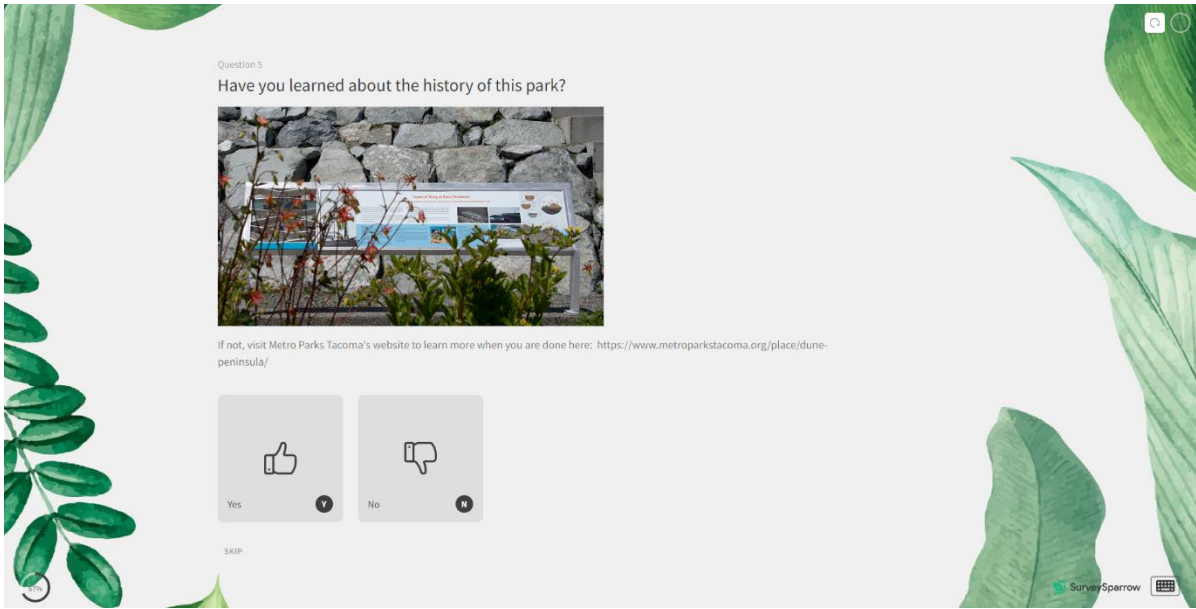 Question 5
Have you learned about the history of this park?
If not, visit Metro Parks Tacoma's website to learn more when you are done here: https://www.metroparkstacoma.org/place/dune-
peninsula/
Yes
Y
No
N
SKIP
67%
SurveySparrow